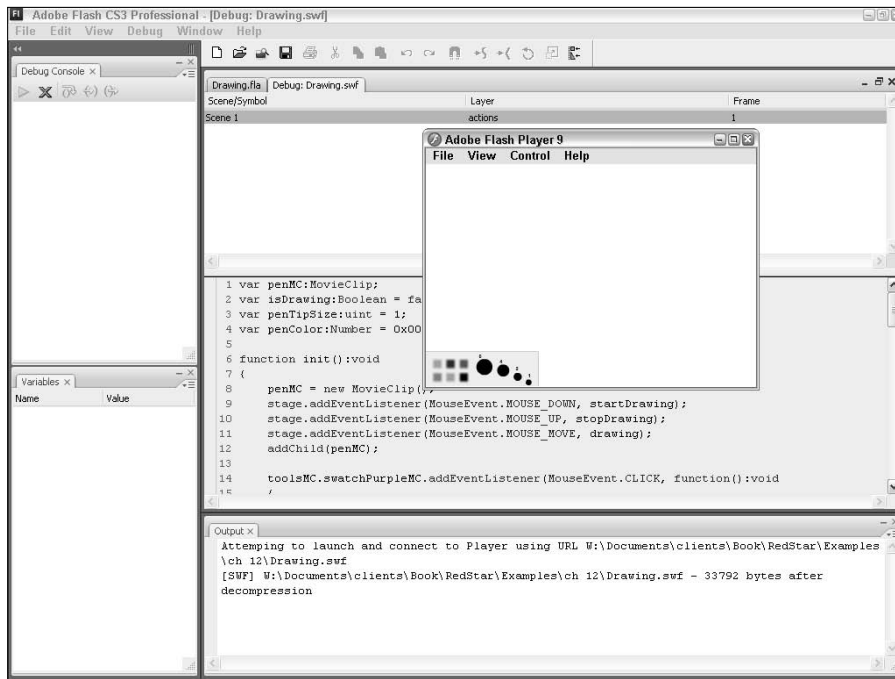 Fl Adobe Flash CS3 Professional - [Debug: Drawing.swf]
File Edit View Debug Window Help
Debug Console ×
Drawing.fla Debug: Drawing.swf
Scene/Symbol Layer Frame
Scene 1 actions 1
Adobe Flash Player 9
File View Control Help
1 var penMC:MovieClip;
2 var isDrawing:Boolean = fa
3 var penTipSize:uint = 1;
4 var penColor:Number = 0x00
5
6 function init():void
7 {
8 penMC = new MovieClip();
9 stage.addEventListener(MouseEvent.MOUSE_DOWN, startDrawing);
10 stage.addEventListener(MouseEvent.MOUSE_UP, stopDrawing);
11 stage.addEventListener(MouseEvent.MOUSE_MOVE, drawing);
12 addChild(penMC);
13
14 toolsMC.swatchPurpleMC.addEventListener(MouseEvent.CLICK, function():void
15 {
Variables ×
Name Value
Output ×
Attemping to launch and connect to Player using URL W:\Documents\clients\Book\RedStar\Examples
\ch 12\Drawing.swf
[SWF] W:\Documents\clients\Book\RedStar\Examples\ch 12\Drawing.swf - 33792 bytes after
decompression